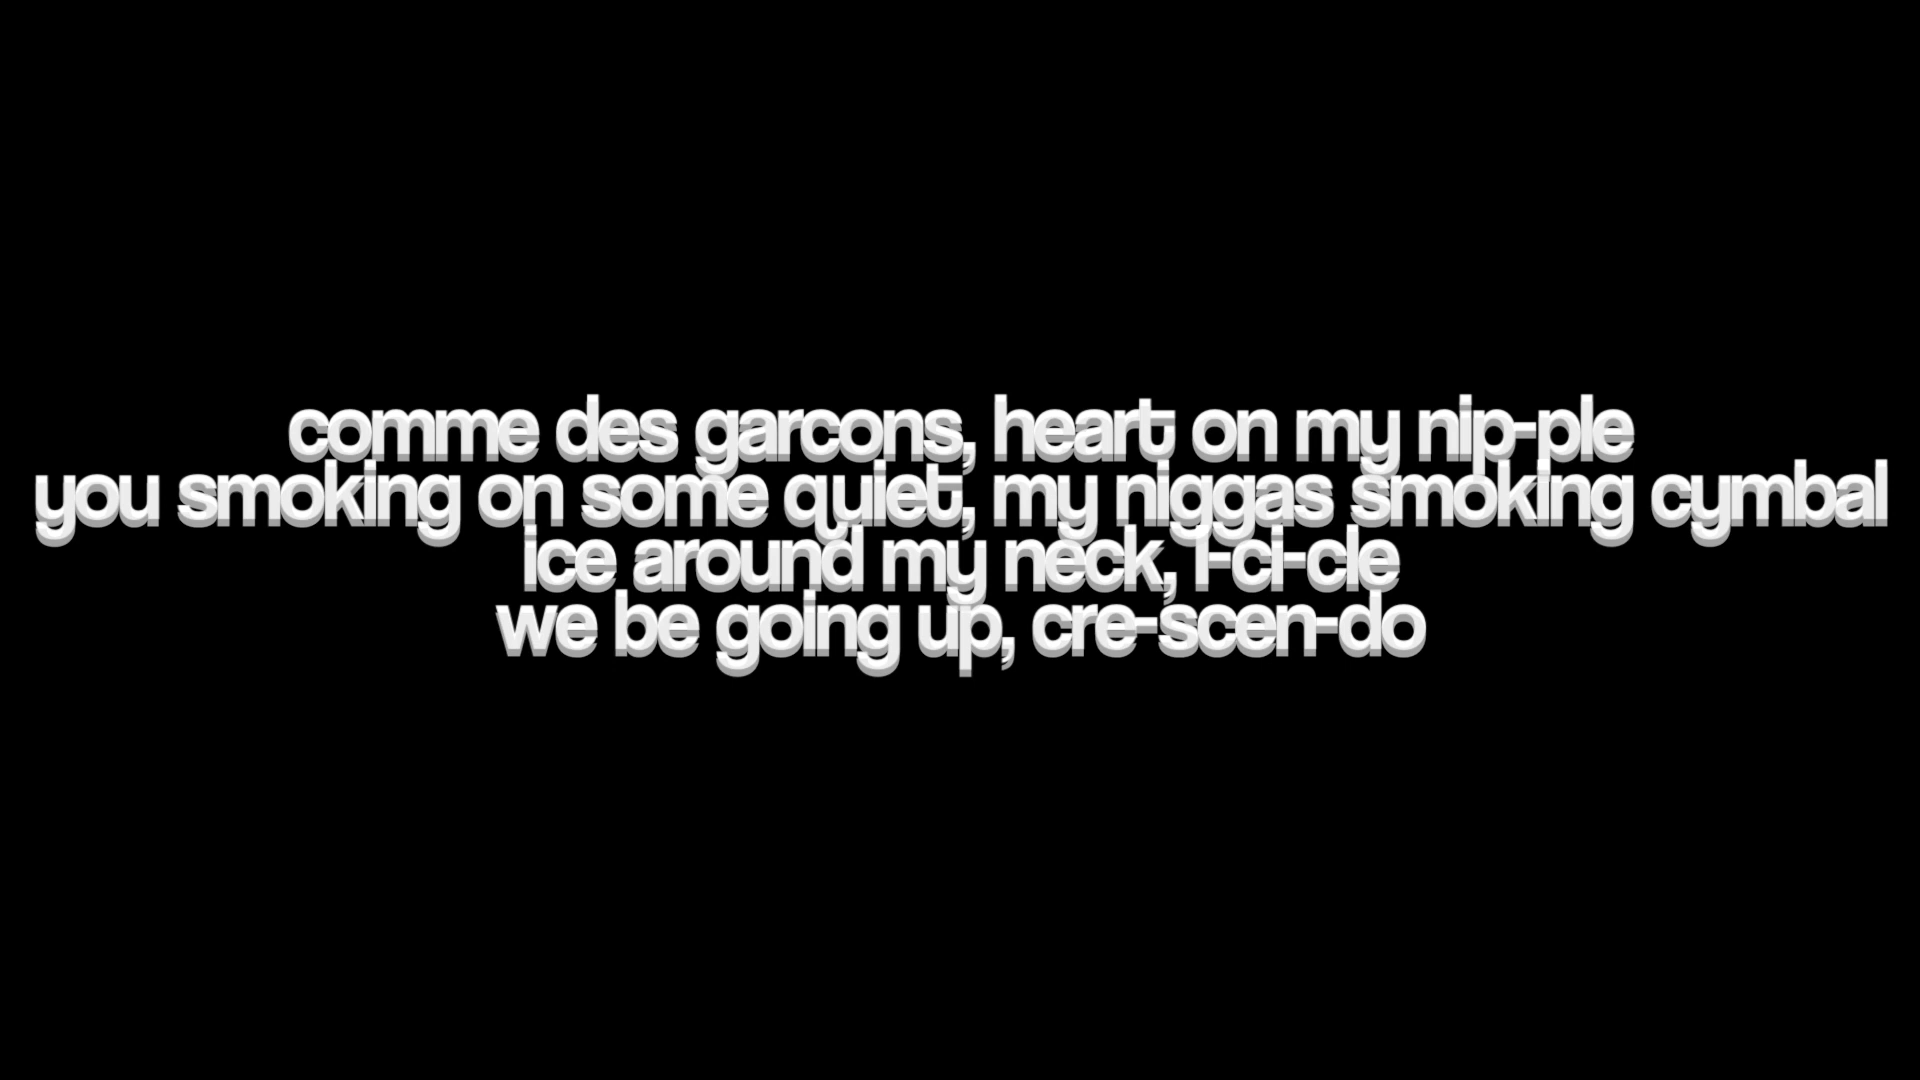 comme des garcons, heart on my nip-ple
you smoking on some quiet, my niggas smoking cymbal
ice around my neck, I-ci-cle
we be going up, cre-scen-do